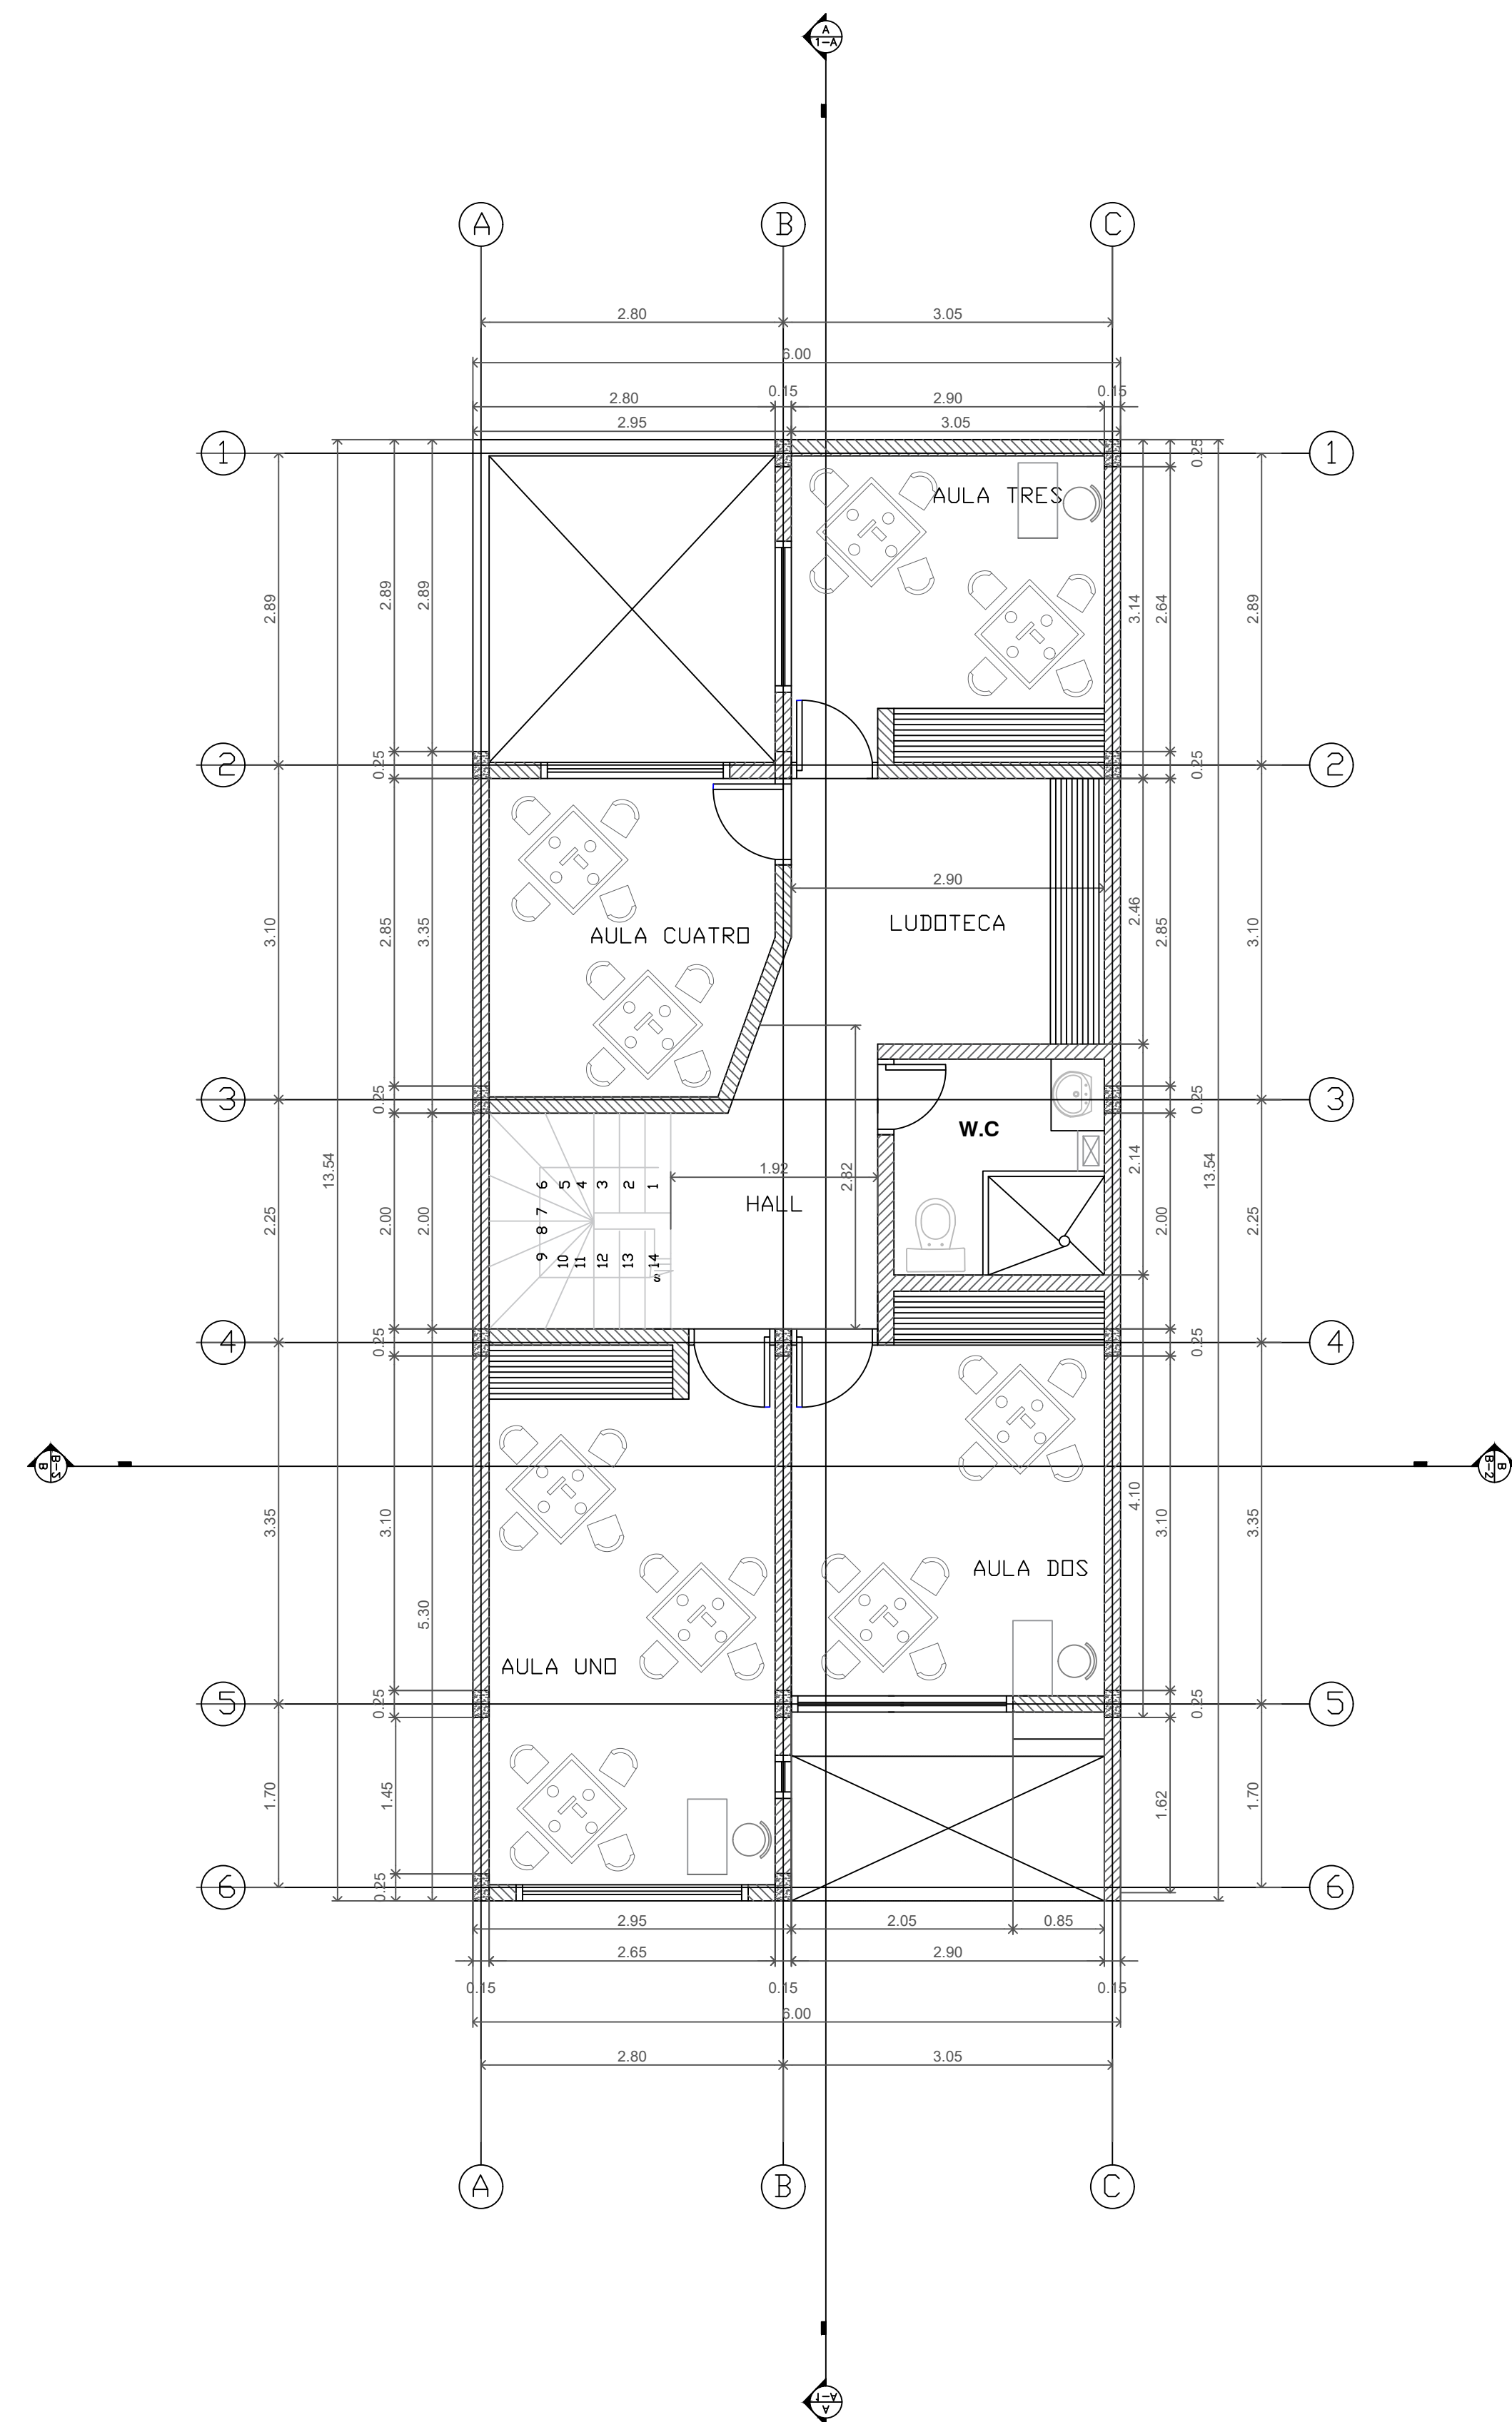 A
1-A
A B C
2.80 3.05
6.00
2.80 0.15 2.90 0.15
2.95 3.05
1 0.25 1
AULA TRES
2.89 2.89 2.89 3.14 2.64 2.89
2 0.25 0.25 2
2.90
3.10 2.85 3.35 AULA CUATRO LUDOTECA 2.46 2.85 3.10
3 0.25 0.25 3
W.C
13.54 2.14 13.54
1.92 2.82
6 5 4 3 2 1
HALL
7
2.25 2.00 2.00 2.00 2.25
8
9 10 11 12 13 14
S
4 0.25 0.25 4
B-2
B
B
B-2
3.35 3.10 4.10 3.10 3.35
AULA DOS
5.30
AULA UNO
5 0.25 0.25 5
1.70 1.45 1.62 1.70
6 0.25 6
2.95 2.05 0.85
2.65 2.90
0.15 0.15 0.15
6.00
2.80 3.05
A B C
1-A
A